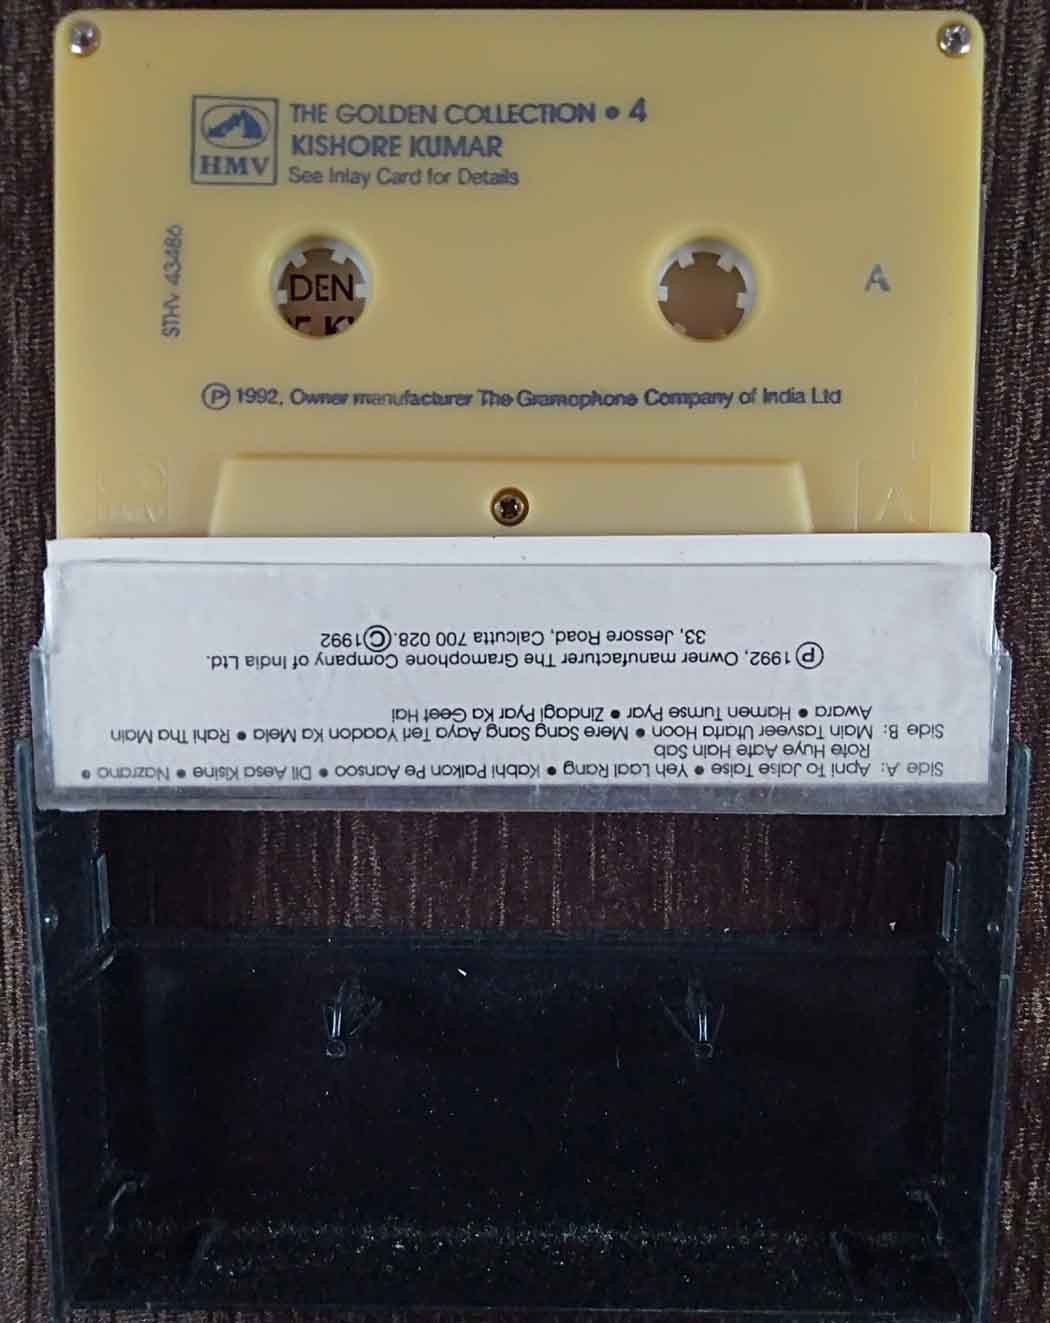 THE GOLDEN COLLECTION • 4
HMV
KISHORE KUMAR
See Inlay Card for Details
STHV 43486
DEN
A
Ⓟ 1992, Owner manufacturer The Gramophone Company of India Ltd
HMV
A
Side A: Apni To Jaise Taise • Yeh Laal Rang • Kabhi Palkon Pe Aansoo • Dil Aesa Kisine • Nazrano •
Rote Huye Aate Hain Sab
Side B: Main Tasveer Utarta Hoon • Mere Sang Sang Aaya Teri Yaadon Ka Mela • Rahi Tha Main
Awara • Hamen Tumse Pyar • Zindagi Pyar Ka Geet Hai
Ⓟ 1992, Owner manufacturer The Gramophone Company of India Ltd.
33, Jessore Road, Calcutta 700 028. Ⓒ 1992